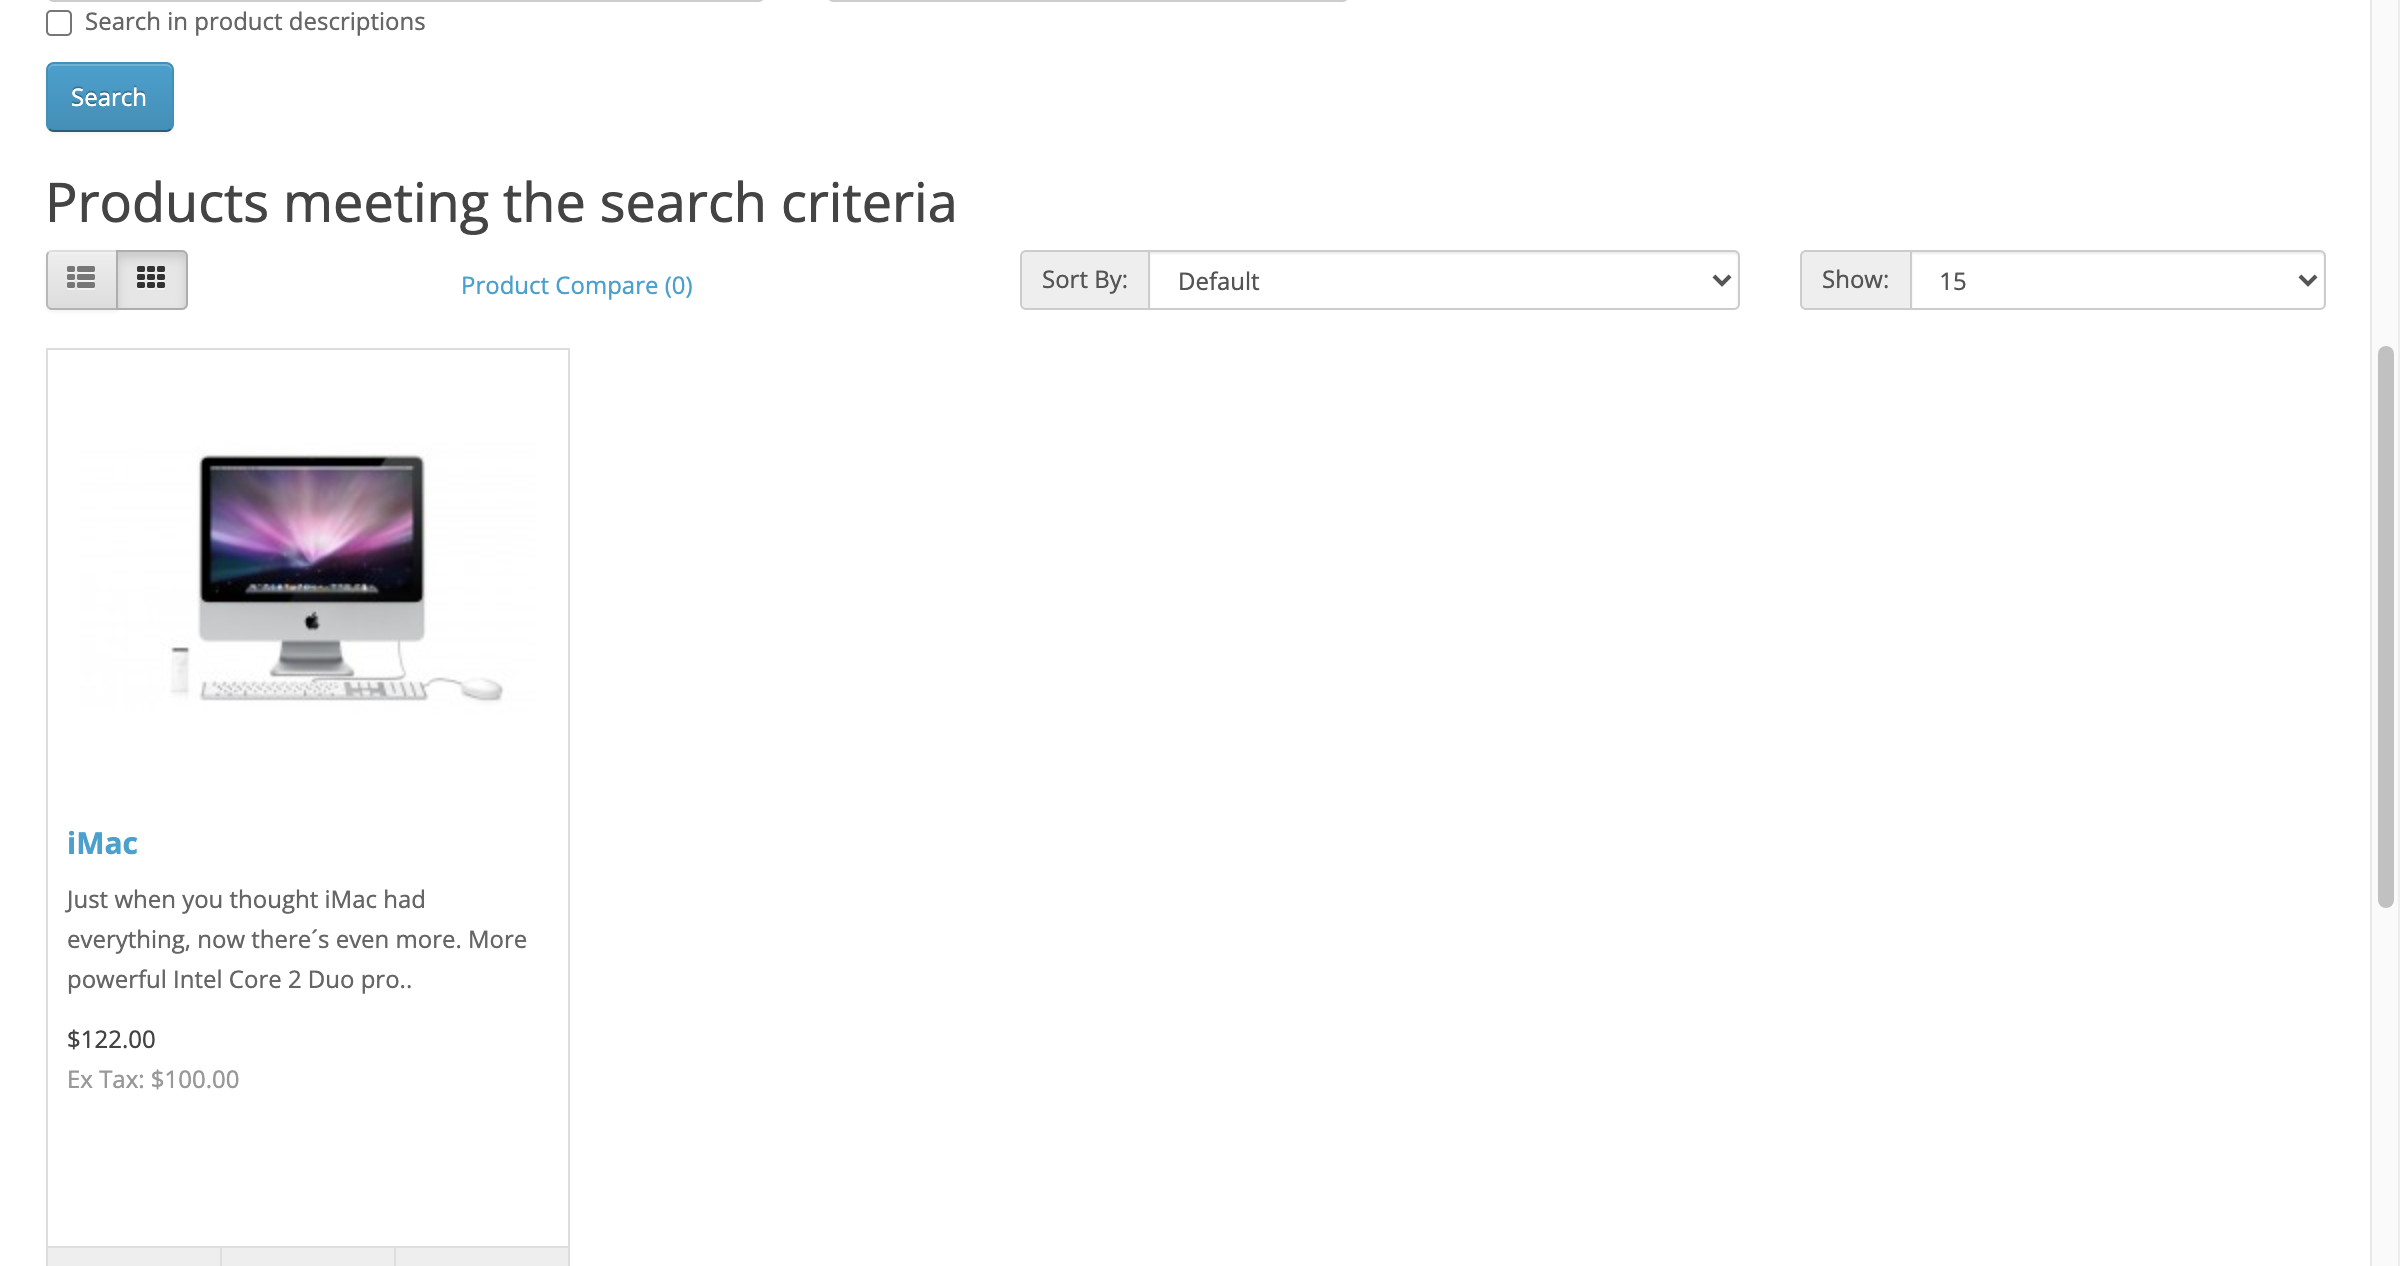 Search in product descriptions
Search
Products meeting the search criteria
Product Compare (0)
Sort By:
Default
Show:
15
iMac
Just when you thought iMac had
everything, now there´s even more. More
powerful Intel Core 2 Duo pro..
$122.00
Ex Tax: $100.00